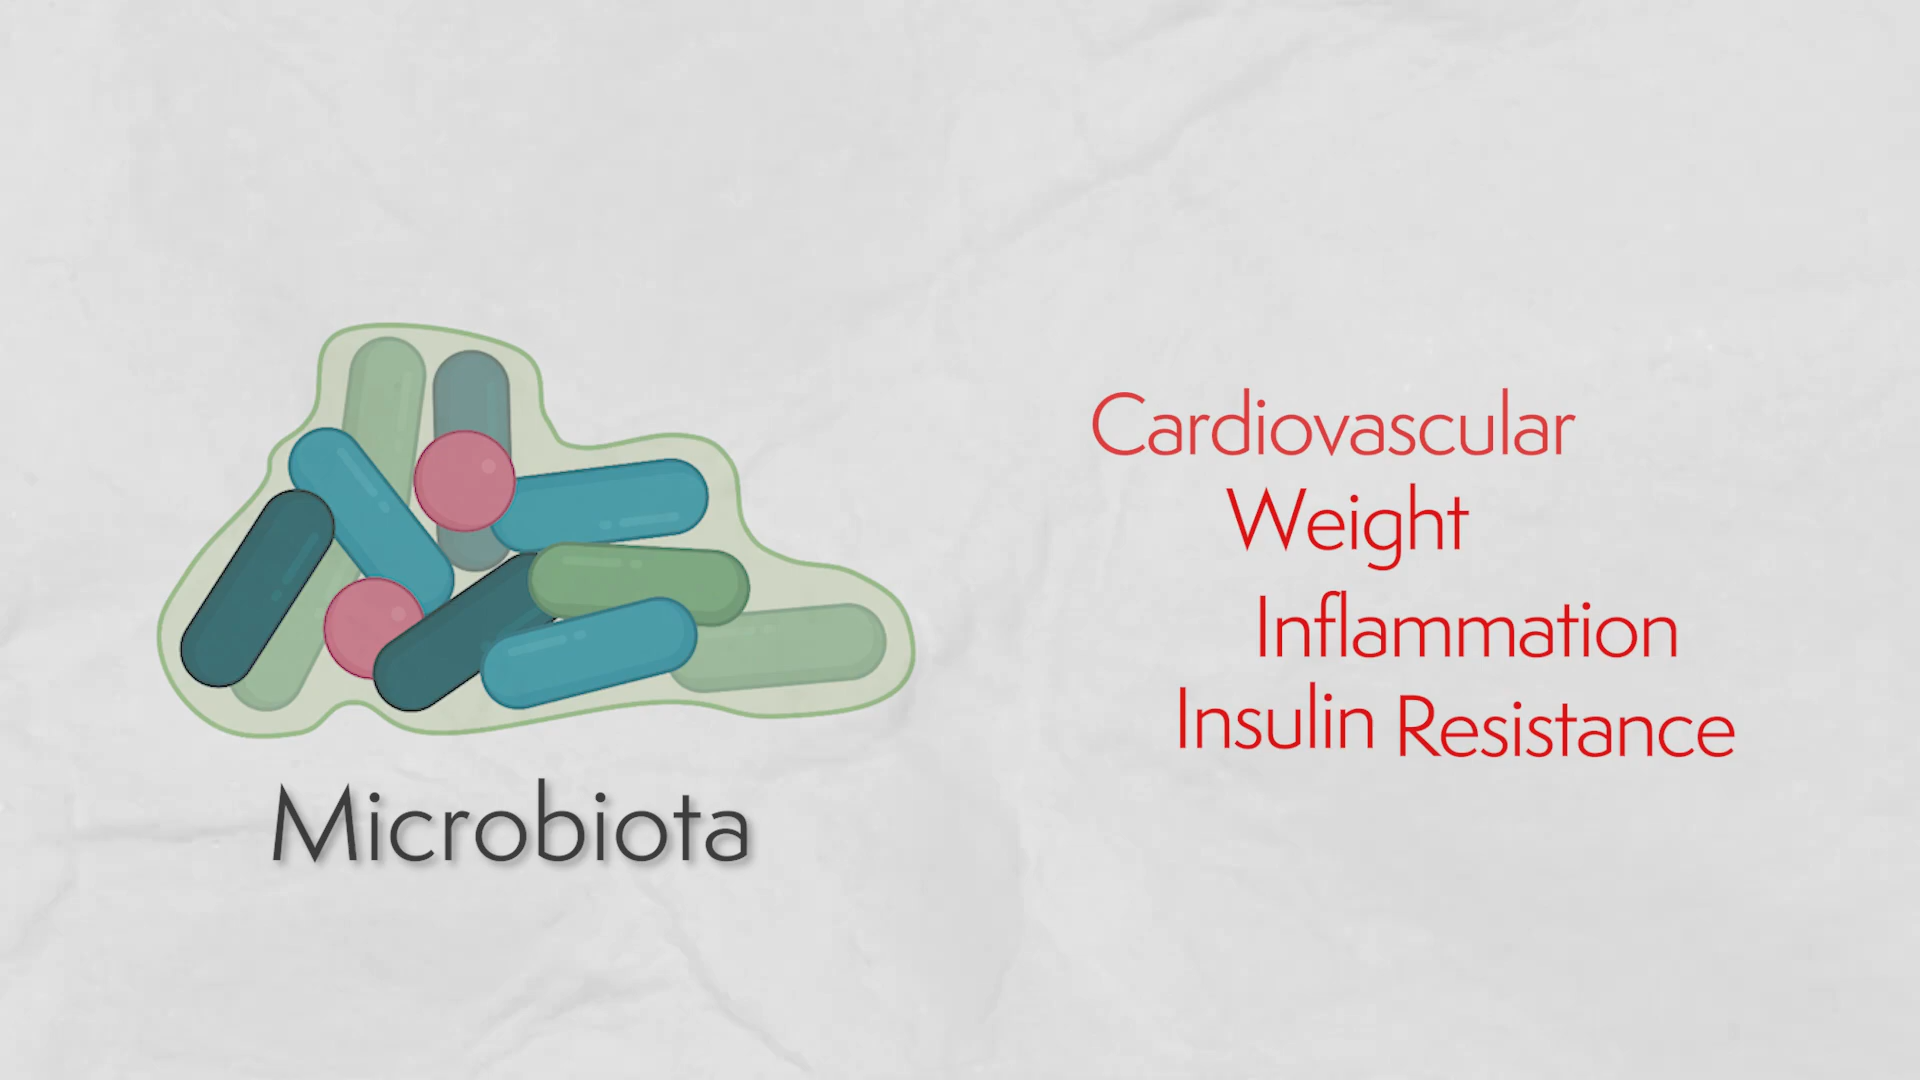 Cardiovascular
Weight
Inflammation
Insulin Resistance
Microbiota